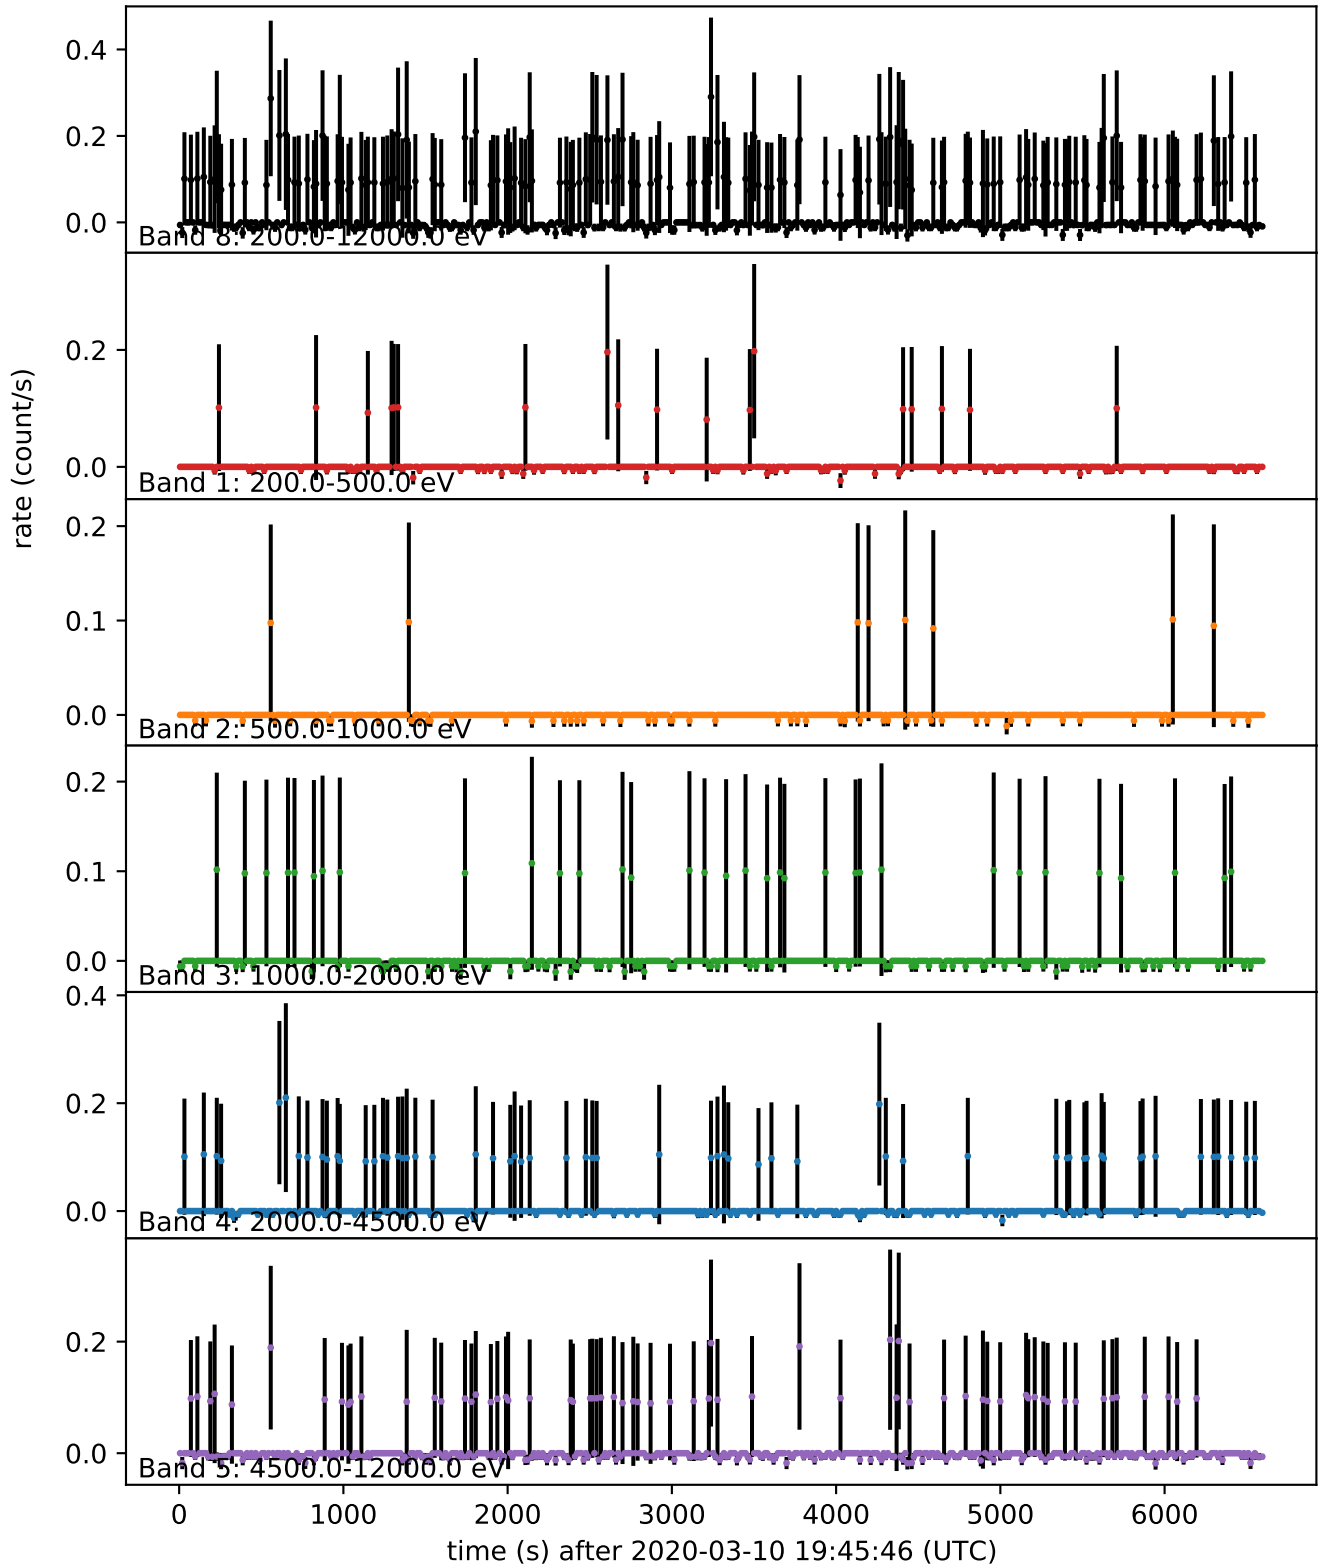 0.4
0.2
0.0
Band 8: 200.0-12000.0 eV
0.2
0.0
Band 1: 200.0-500.0 eV
rate (count/s)
0.2
0.1
0.0
Band 2: 500.0-1000.0 eV
0.2
0.1
0.0
Band 3: 1000.0-2000.0 eV
0.4
0.2
0.0
Band 4: 2000.0-4500.0 eV
0.2
0.0
Band 5: 4500.0-12000.0 eV
0 1000 2000 3000 4000 5000 6000
time (s) after 2020-03-10 19:45:46 (UTC)